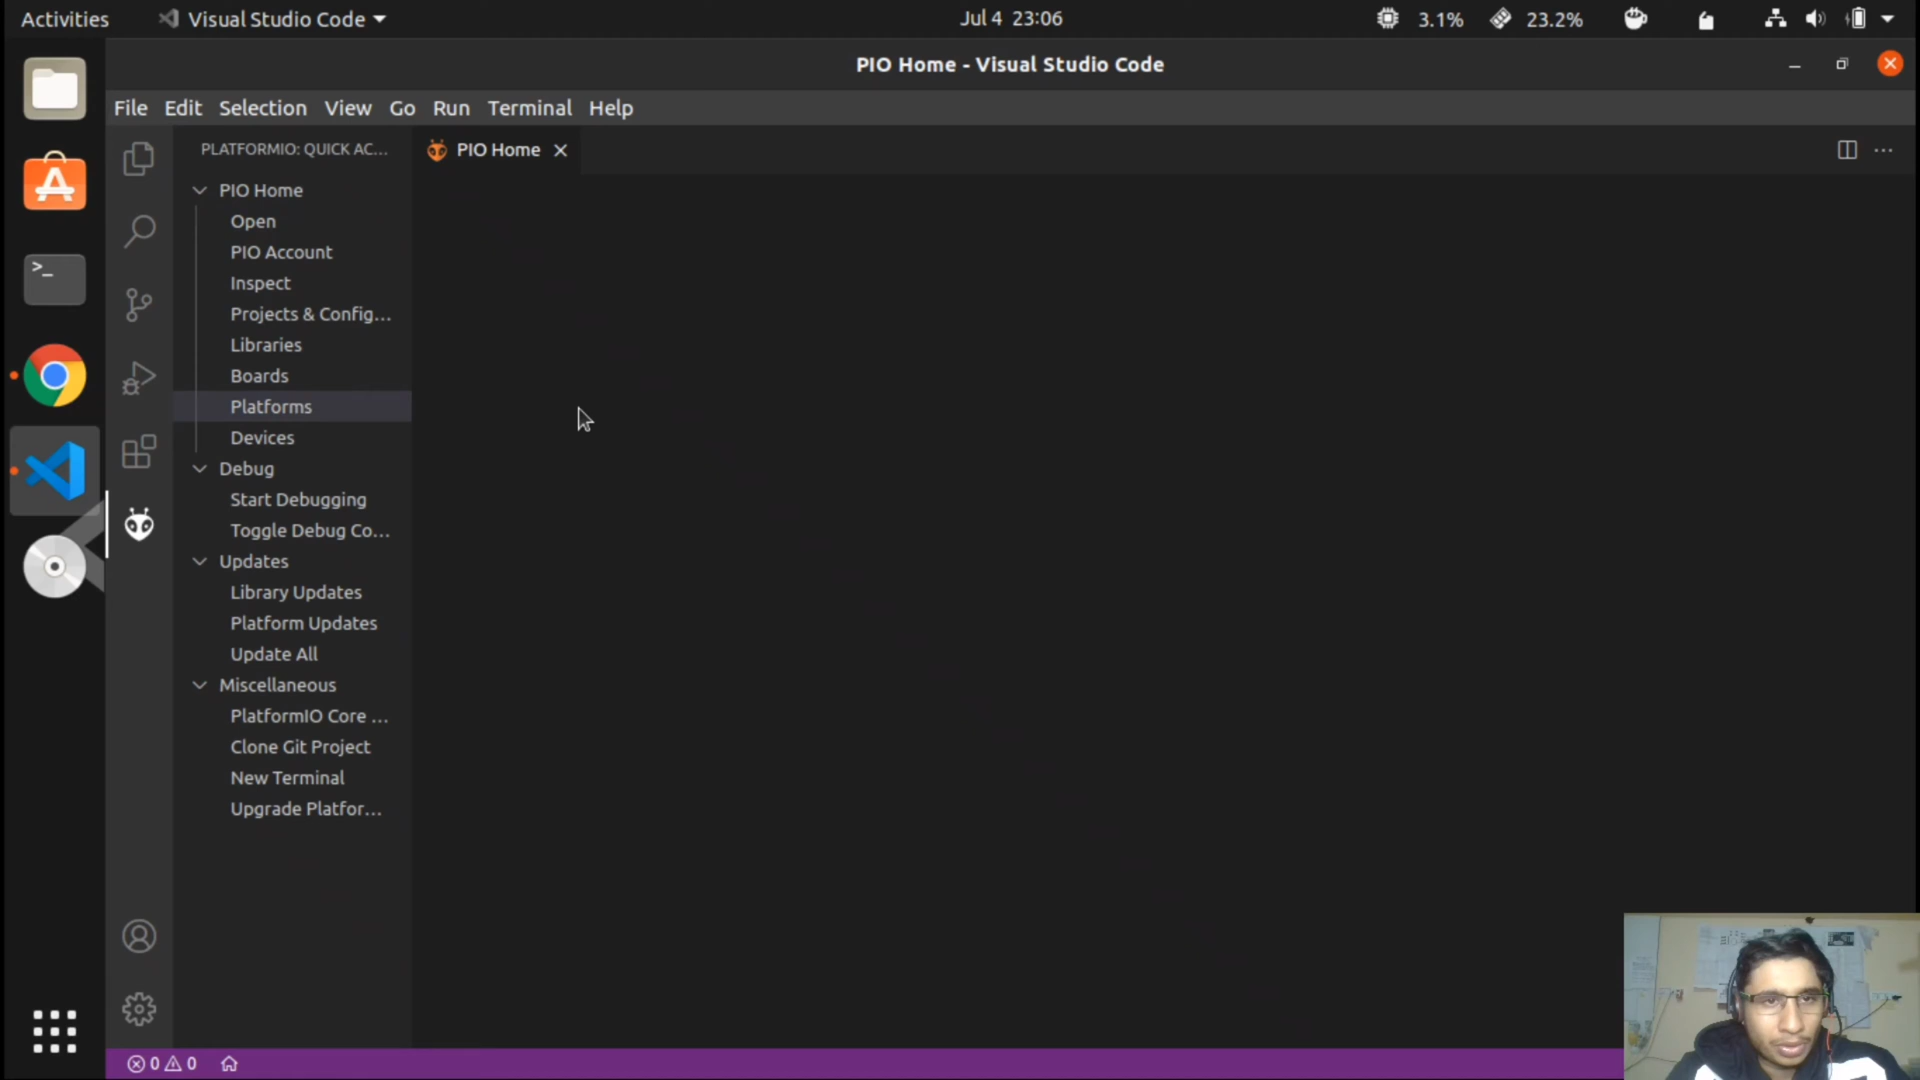 Activities
Visual Studio Code
Jul 4 23:06
3.1%
23.2%
PIO Home - Visual Studio Code
File Edit Selection View Go Run Terminal Help
PLATFORMIO: QUICK AC...
PIO Home
PIO Home
Open
PIO Account
Inspect
Projects & Config...
Libraries
Boards
Platforms
Devices
Debug
Start Debugging
Toggle Debug Co...
Updates
Library Updates
Platform Updates
Update All
Miscellaneous
PlatformIO Core ...
Clone Git Project
New Terminal
Upgrade Platfor...
0 0